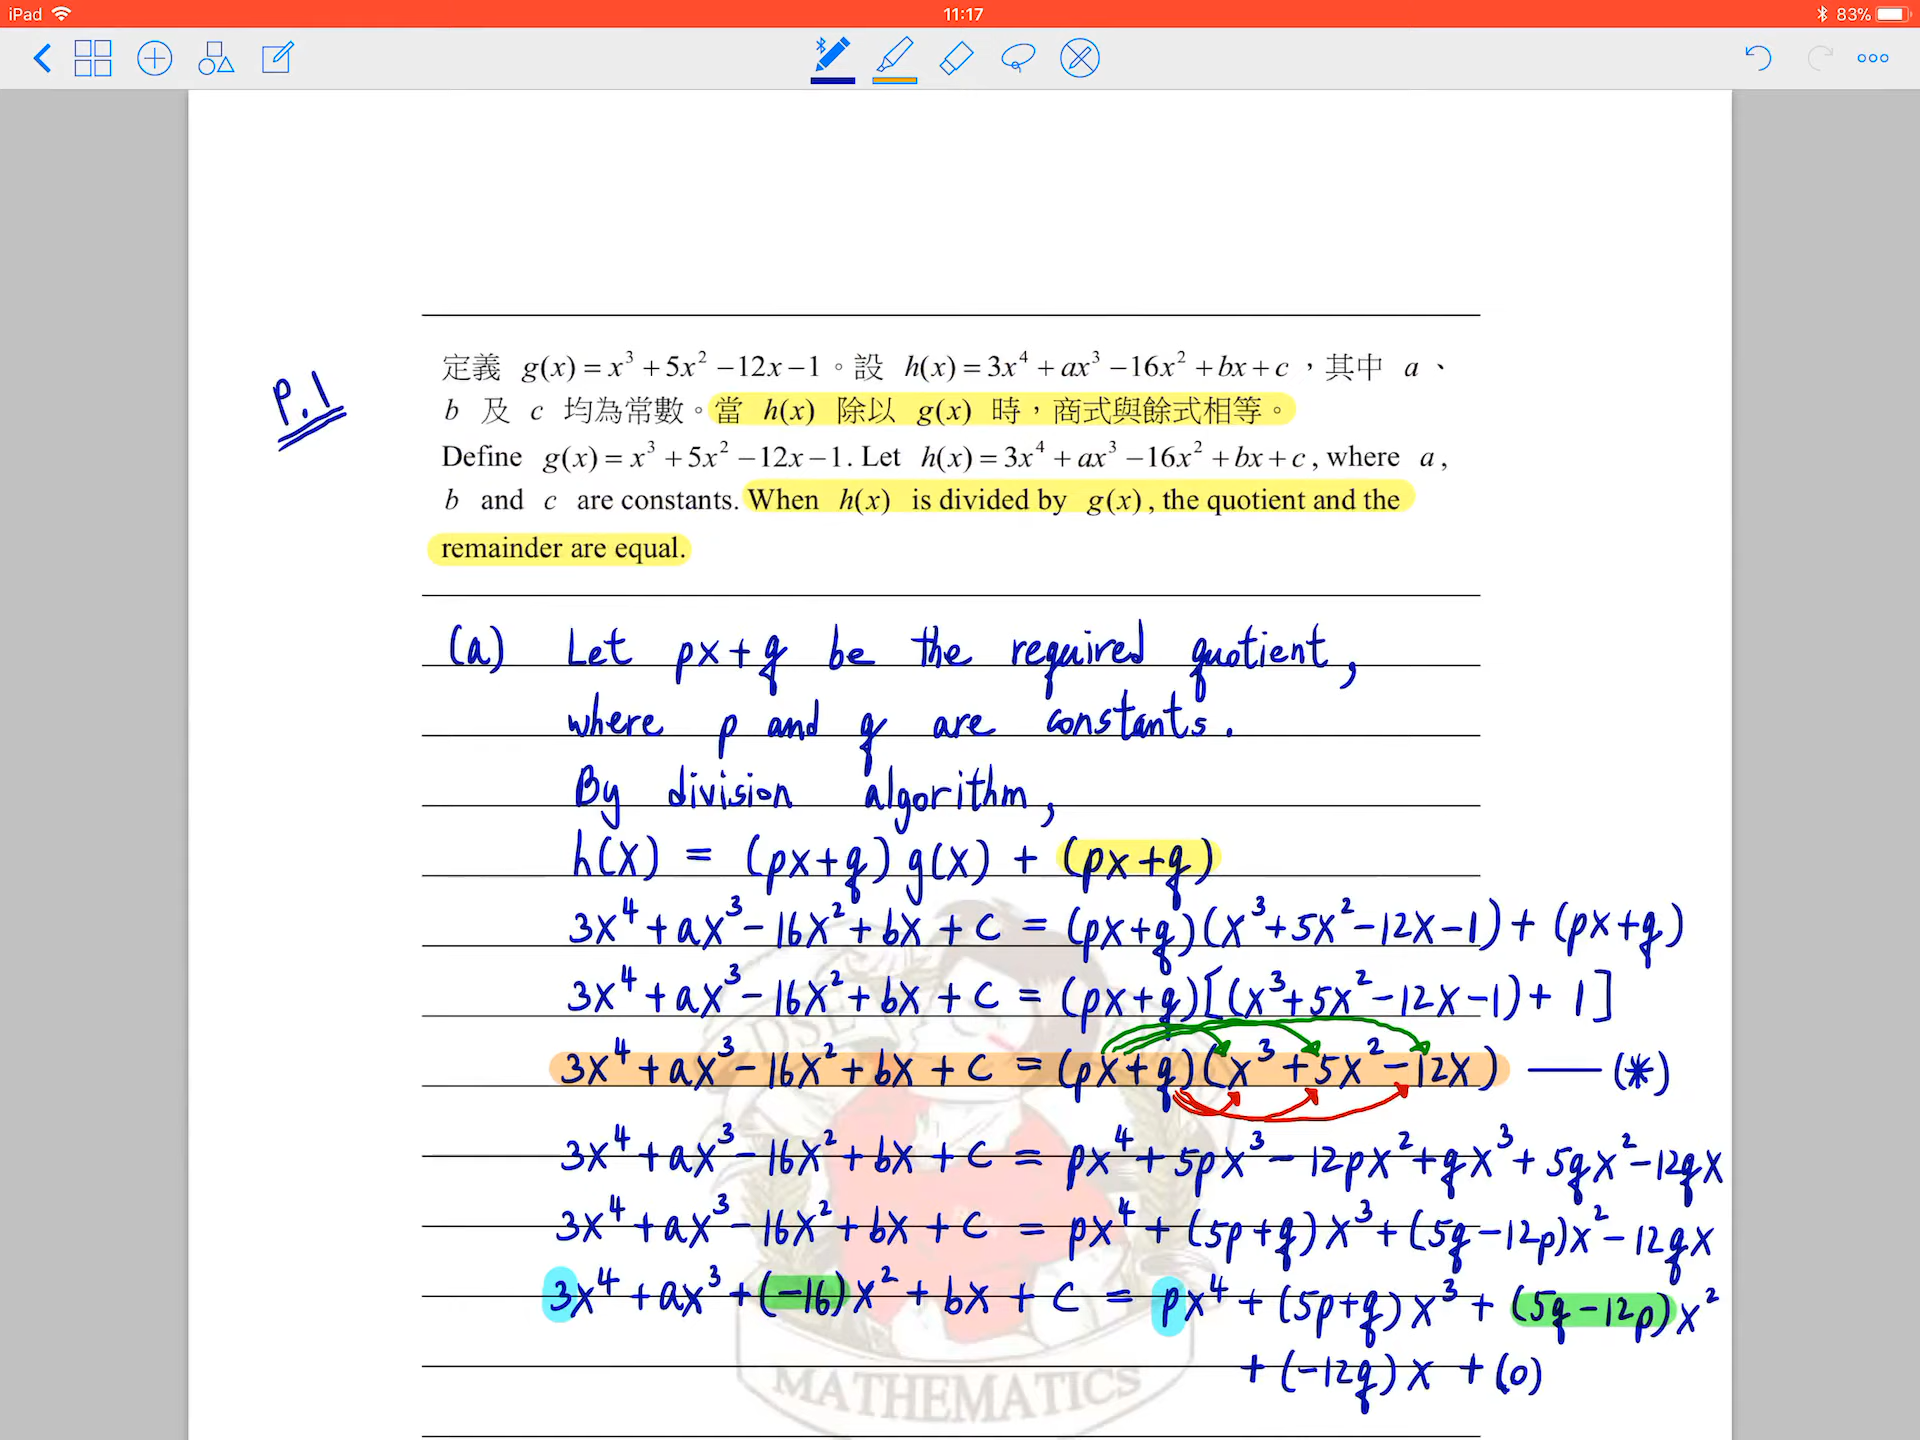 iPad 11:17 83%
P.1
定義 g(x) = x³ + 5x² − 12x − 1。設 h(x) = 3x⁴ + ax³ − 16x² + bx + c，其中 a、
b 及 c 均為常數。當 h(x) 除以 g(x) 時，商式與餘式相等。
Define g(x) = x³ + 5x² − 12x − 1. Let h(x) = 3x⁴ + ax³ − 16x² + bx + c, where a,
b and c are constants. When h(x) is divided by g(x), the quotient and the
remainder are equal.
(a) Let px+q be the required quotient,
where p and q are constants.
By division algorithm,
h(x) = (px+q) g(x) + (px+q)
3x⁴ + ax³ − 16x² + bx + c = (px+q)(x³+5x²−12x−1) + (px+q)
3x⁴ + ax³ − 16x² + bx + c = (px+q)[(x³+5x²−12x−1) + 1]
3x⁴ + ax³ − 16x² + bx + c = (px+q)(x³+5x²−12x) —— (*)
3x⁴ + ax³ − 16x² + bx + c = px⁴ + 5px³ − 12px² + qx³ + 5qx² − 12qx
3x⁴ + ax³ − 16x² + bx + c = px⁴ + (5p+q)x³ + (5q−12p)x² − 12qx
3x⁴ + ax³ + (−16)x² + bx + c = px⁴ + (5p+q)x³ + (5q−12p)x²
+ (−12q)x + (0)
MATHEMATICS